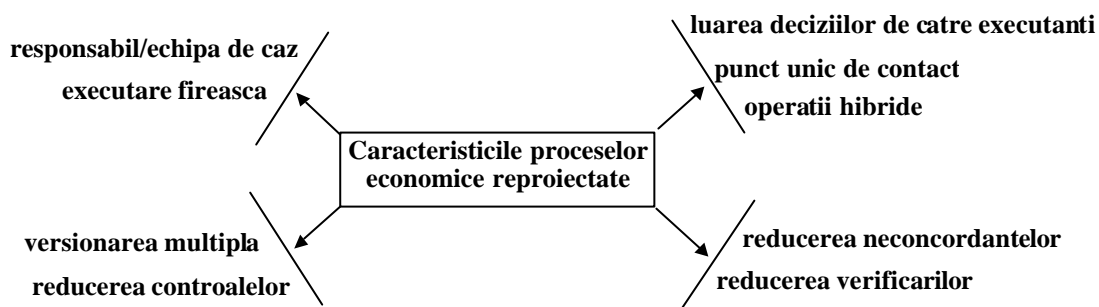 responsabil/echipa de caz
executare fireasca
luarea deciziilor de catre executanti
punct unic de contact
operatii hibride
Caracteristicile proceselor
economice reproiectate
versionarea multipla
reducerea controalelor
reducerea neconcordantelor
reducerea verificarilor